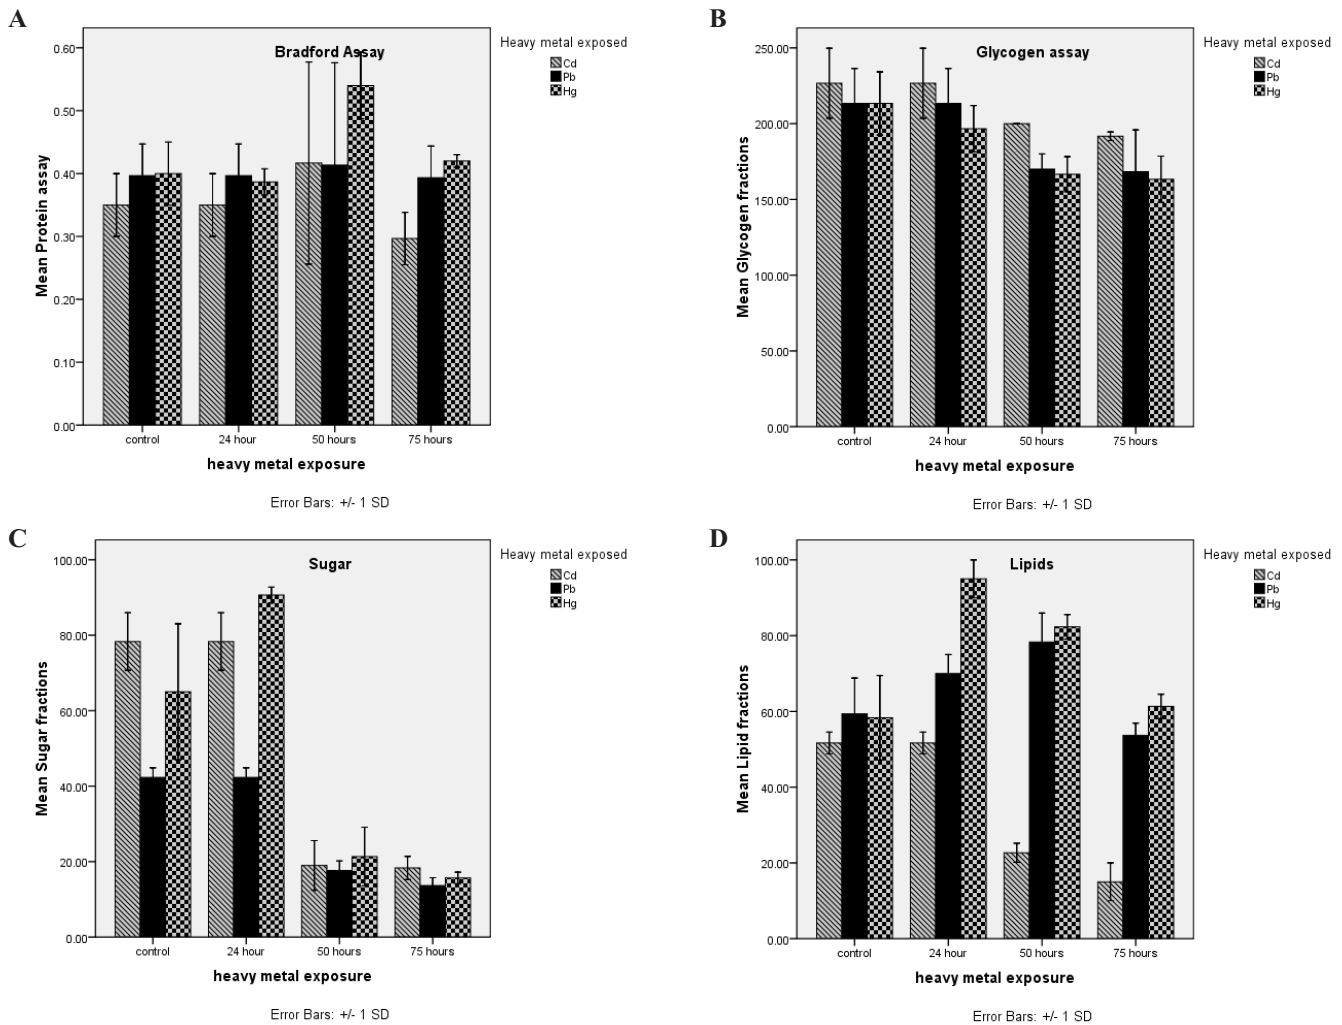 A
Bradford Assay
Heavy metal exposed
Cd
Pb
Hg
Mean Protein assay
0.60
0.50
0.40
0.30
0.20
0.10
0.00
control
24 hour
50 hours
75 hours
heavy metal exposure
Error Bars: +/- 1 SD
B
Glycogen assay
Heavy metal exposed
Cd
Pb
Hg
Mean Glycogen fractions
250.00
200.00
150.00
100.00
50.00
0.00
control
24 hour
50 hours
75 hours
heavy metal exposure
Error Bars: +/- 1 SD
C
Sugar
Heavy metal exposed
Cd
Pb
Hg
Mean Sugar fractions
100.00
80.00
60.00
40.00
20.00
0.00
control
24 hour
50 hours
75 hours
heavy metal exposure
Error Bars: +/- 1 SD
D
Lipids
Heavy metal exposed
Cd
Pb
Hg
Mean Lipid fractions
100.00
80.00
60.00
40.00
20.00
0.00
control
24 hour
50 hours
75 hours
heavy metal exposure
Error Bars: +/- 1 SD